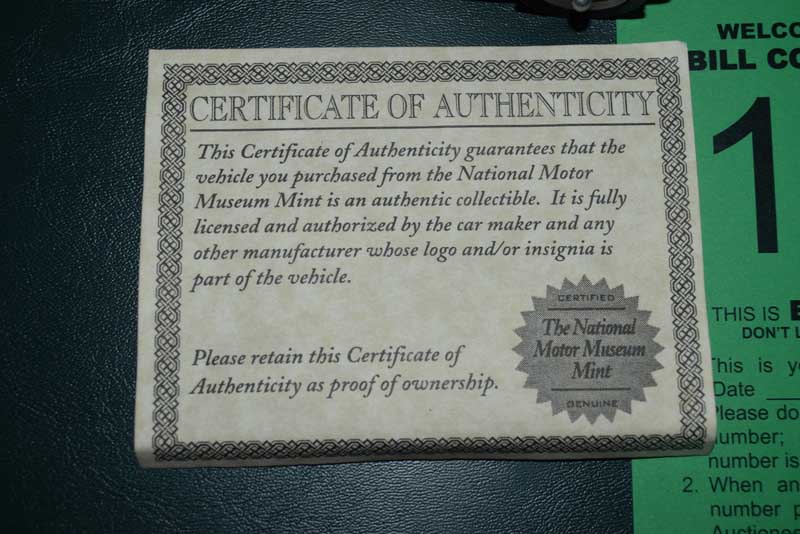 CERTIFICATE OF AUTHENTICITY
This Certificate of Authenticity guarantees that the
vehicle you purchased from the National Motor
Museum Mint is an authentic collectible. It is fully
licensed and authorized by the car maker and any
other manufacturer whose logo and/or insignia is
part of the vehicle.
Please retain this Certificate of
Authenticity as proof of ownership.
CERTIFIED
The National
Motor Museum
Mint
GENUINE
WELCO
BILL CO
1
THIS IS
DON'T L
This is y
Date
Please do
number;
number is
2. When an
number p
Auctionee